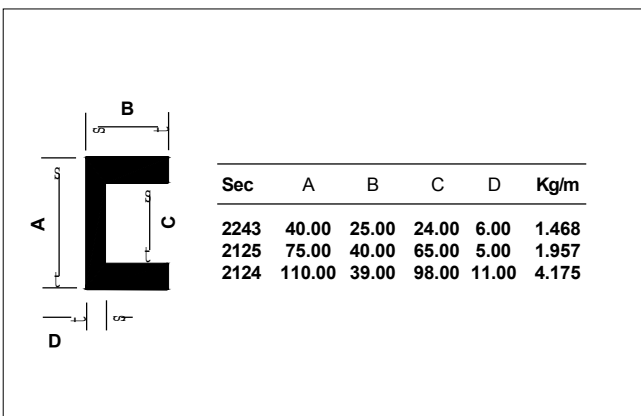 B
A
C
D
Sec A B C D Kg/m
2243 40.00 25.00 24.00 6.00 1.468
2125 75.00 40.00 65.00 5.00 1.957
2124 110.00 39.00 98.00 11.00 4.175